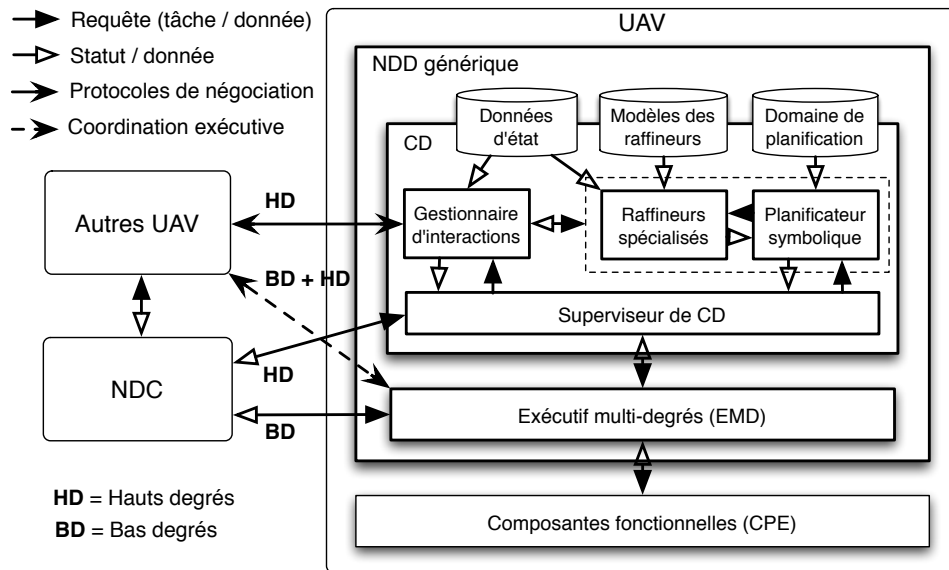 Requête (tâche / donnée)
Statut / donnée
Protocoles de négociation
Coordination exécutive
UAV
NDD générique
CD
Données
d'état
Modèles des
raffineurs
Domaine de
planification
Autres UAV
HD
Gestionnaire
d'interactions
Raffineurs
spécialisés
Planificateur
symbolique
BD + HD
Superviseur de CD
NDC
HD
BD
Exécutif multi-degrés (EMD)
HD = Hauts degrés
BD = Bas degrés
Composantes fonctionnelles (CPE)